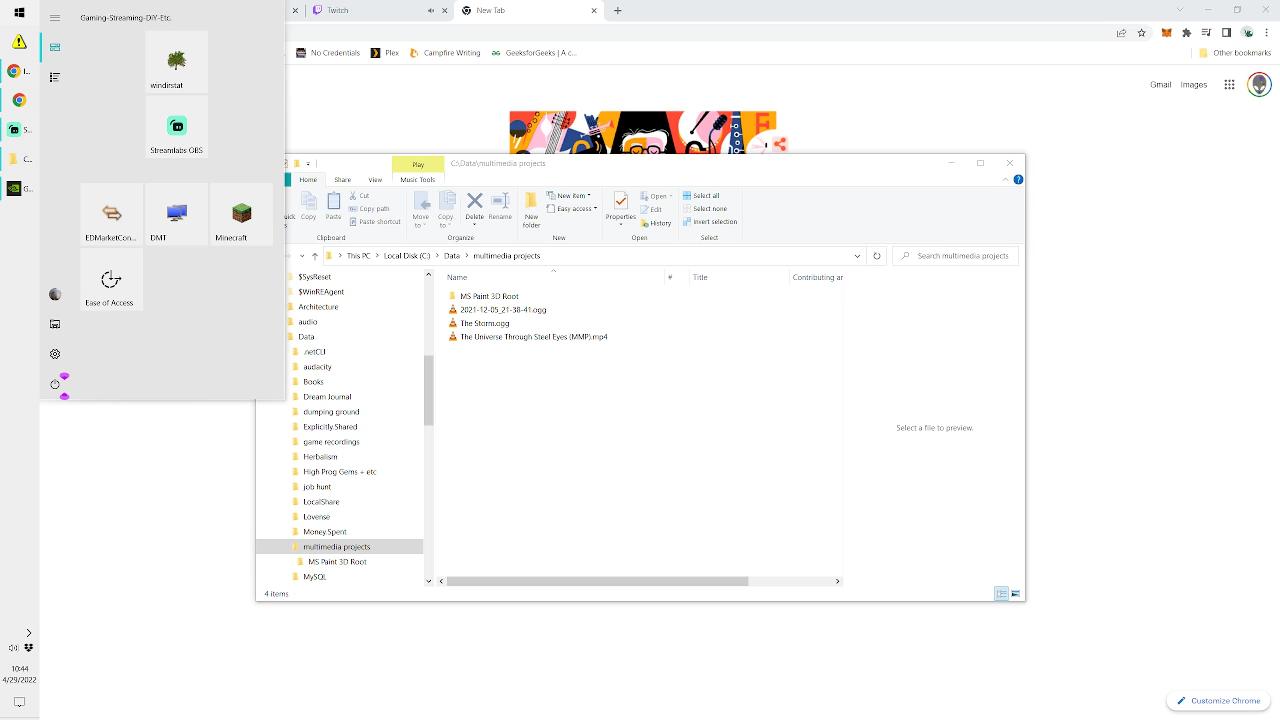 Gaming-Streaming-DiY-Etc.
windirstat
Streamlabs OBS
EDMarketCon...
DMT
Minecraft
Ease of Access
I...
S...
C...
G...
10:44
4/29/2022
Twitch
New Tab
No Credentials
Plex
Campfire Writing
GeeksforGeeks | A c...
Other bookmarks
Gmail
Images
Play
C:\Data\multimedia projects
Home
Share
View
Music Tools
Copy
Paste
Cut
Copy path
Paste shortcut
Clipboard
Move
to
Copy
to
Delete
Rename
Organize
New
folder
New item
Easy access
New
Properties
Open
Edit
History
Open
Select all
Select none
Invert selection
Select
This PC
Local Disk (C:)
Data
multimedia projects
Search multimedia projects
$SysReset
$WinREAgent
Architecture
audio
Data
.netCLI
audacity
Books
Dream Journal
dumping ground
Explicitly.Shared
game recordings
Herbalism
High Prog Gems + etc
job hunt
LocalShare
Lovense
Money.Spent
multimedia projects
MS Paint 3D Root
MySQL
Name
#
Title
Contributing ar
MS Paint 3D Root
2021-12-05_21-38-41.ogg
The Storm.ogg
The Universe Through Steel Eyes (MMP).mp4
Select a file to preview.
4 items
Customize Chrome